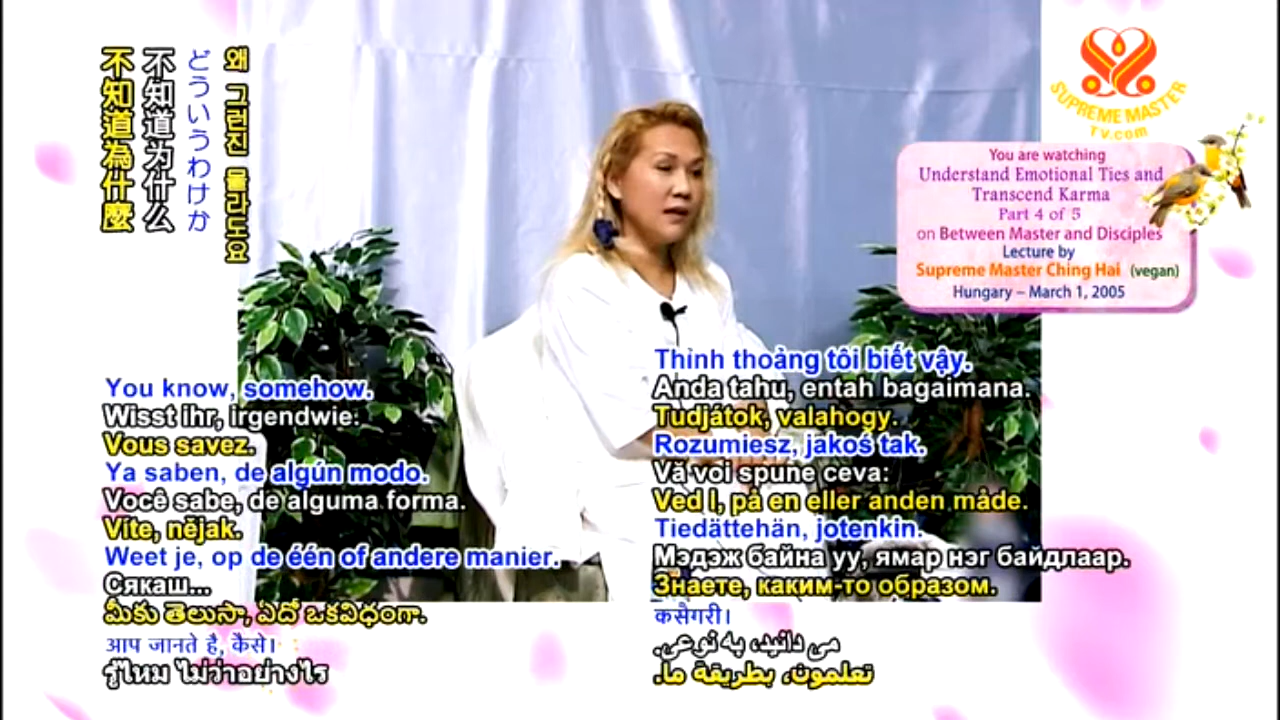 不知道為什麼
不知道为什么
どういうわけか
왜 그런진 몰라도요
SUPREME MASTER
TV.com
You are watching
Understand Emotional Ties and
Transcend Karma
Part 4 of 5
on Between Master and Disciples
Lecture by
Supreme Master Ching Hai (vegan)
Hungary – March 1, 2005
You know, somehow.
Wisst ihr, irgendwie.
Vous savez.
Ya saben, de algún modo.
Você sabe, de alguma forma.
Víte, nějak.
Weet je, op de één of andere manier.
Сякаш...
మీకు తెలుసా, ఏదో ఒకవిధంగా.
आप जानते है, कैसे।
รู้ไหม ไม่ว่าอย่างไร
Thỉnh thoảng tôi biết vậy.
Anda tahu, entah bagaimana.
Tudjátok, valahogy.
Rozumiesz, jakoś tak.
Vă voi spune ceva:
Ved I, på en eller anden måde.
Tiedättehän, jotenkin.
Мэдэж байна уу, ямар нэг байдлаар.
Знаете, каким-то образом.
कसैगरी।
می دانید، به نوعی.
تعلمون، بطريقة ما.